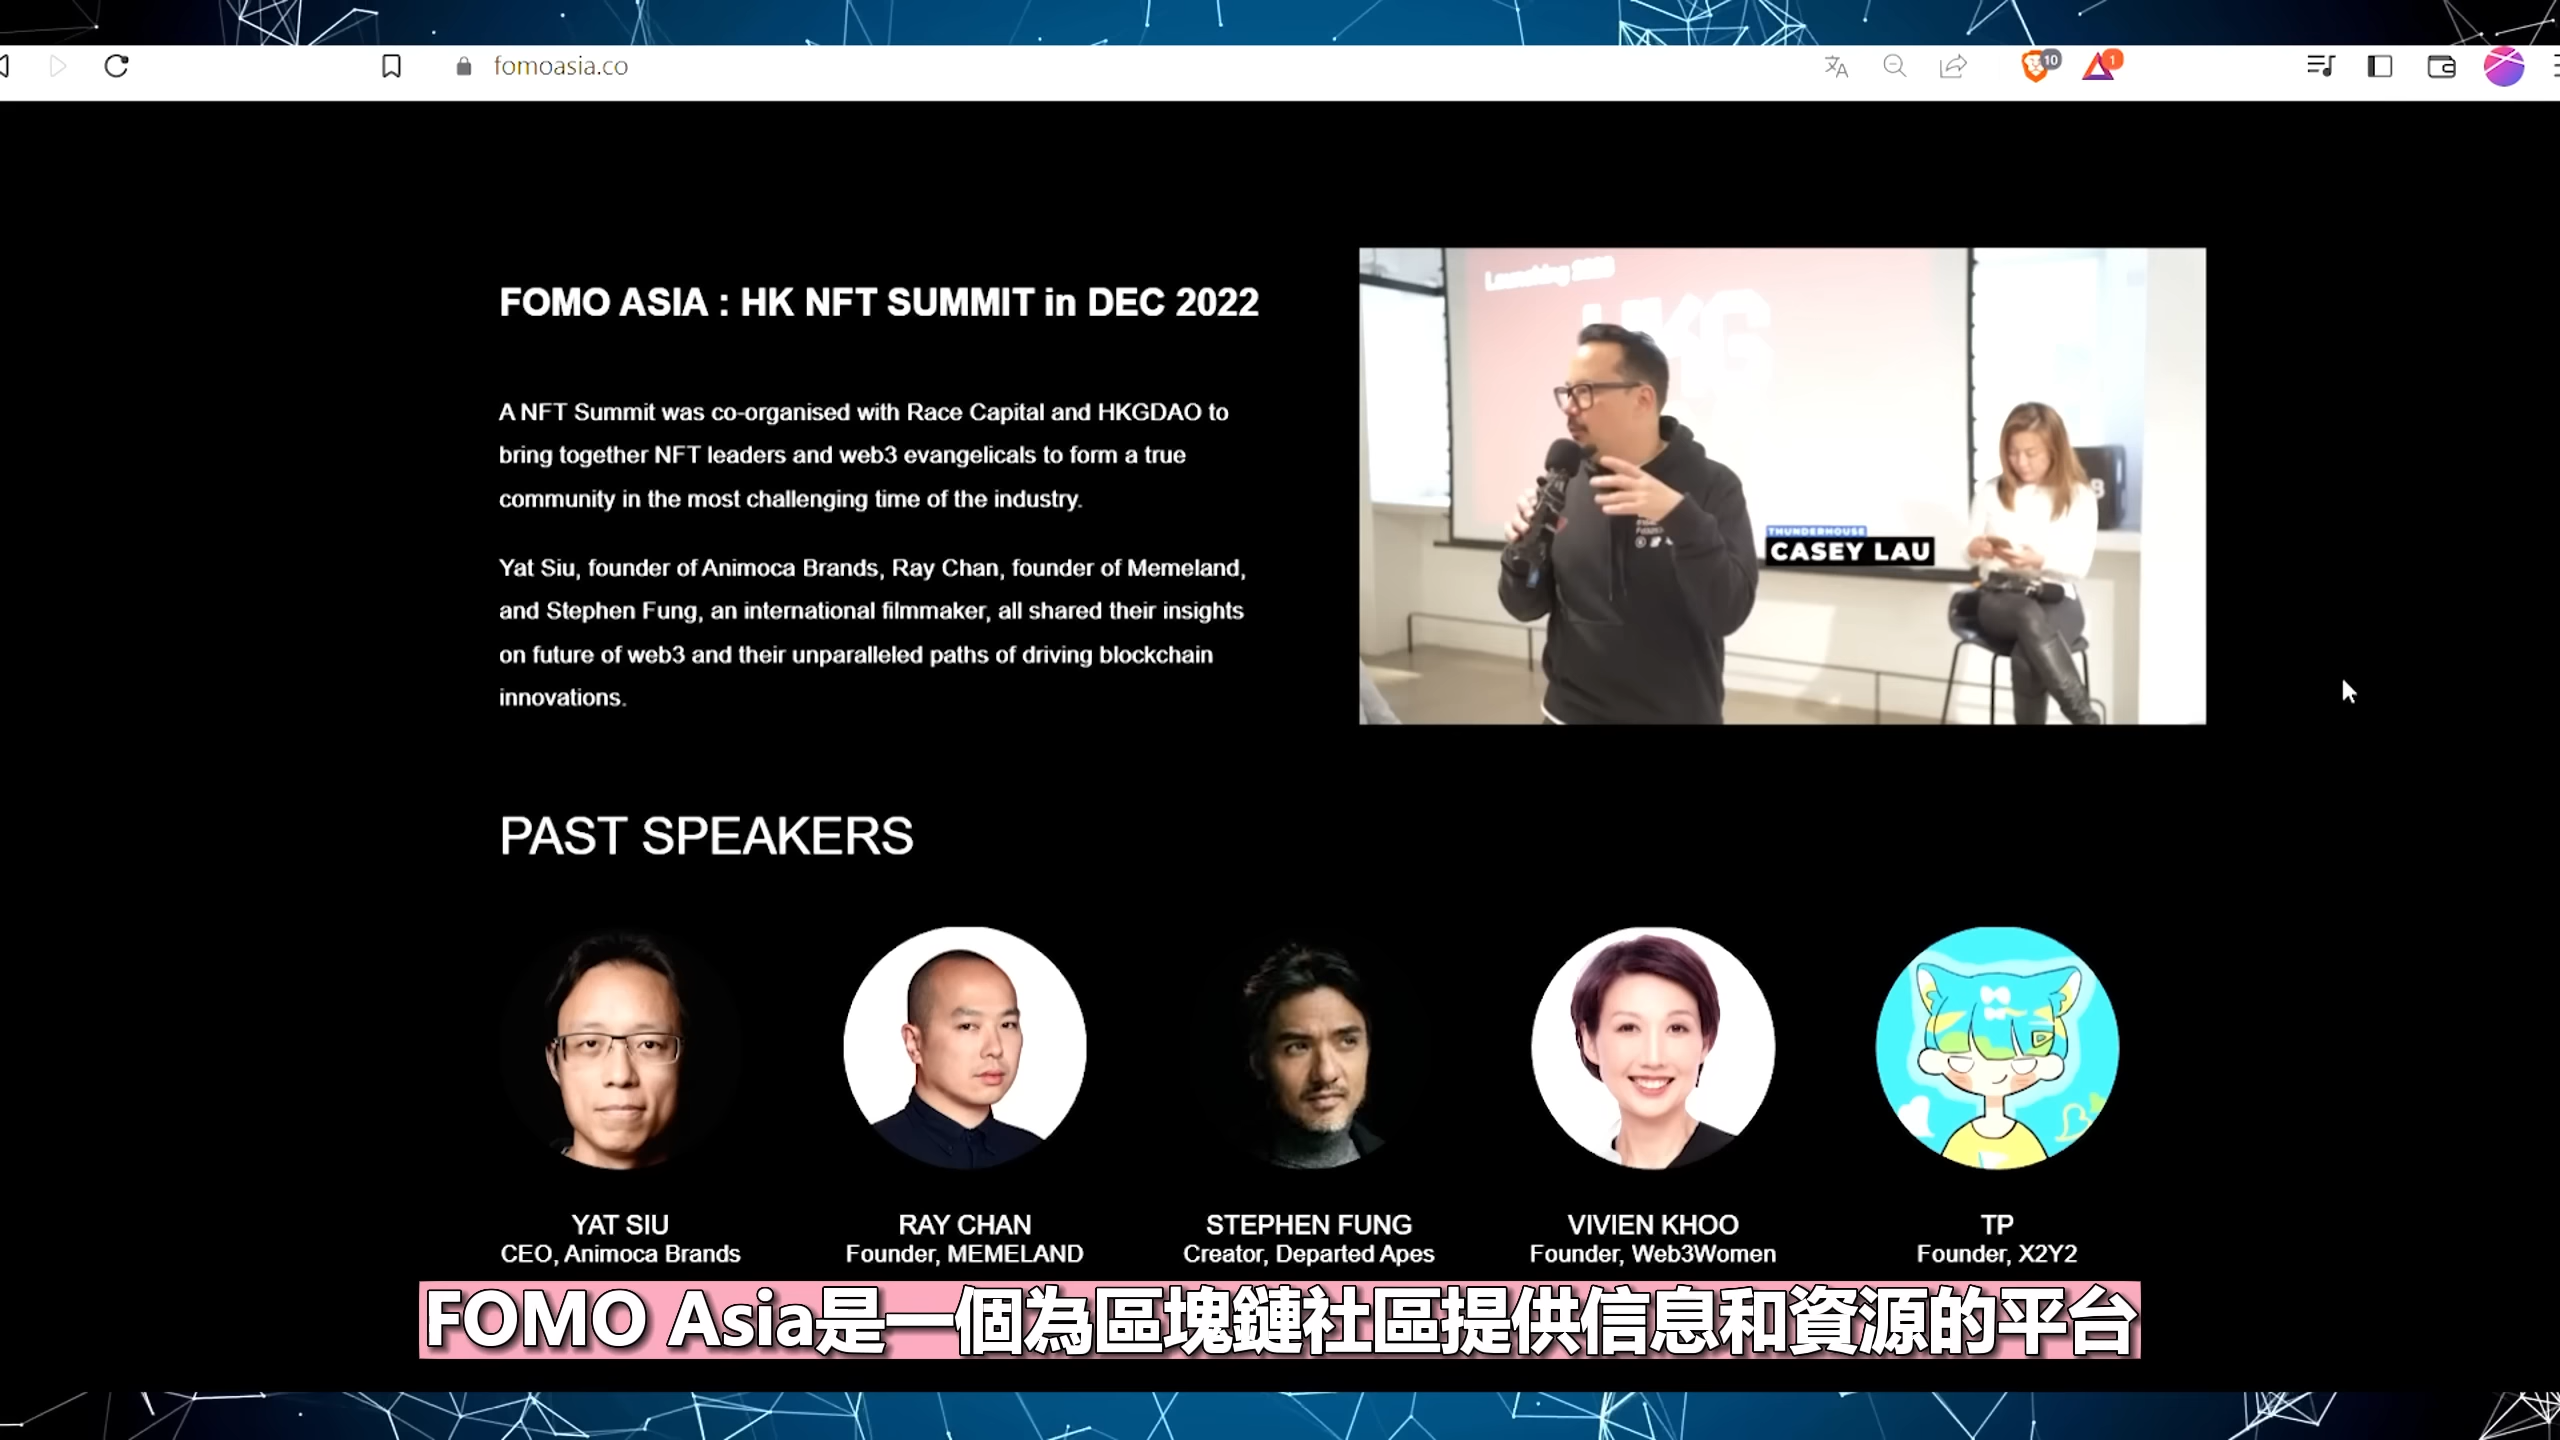 fomoasia.co
10
1
FOMO ASIA : HK NFT SUMMIT in DEC 2022
A NFT Summit was co-organised with Race Capital and HKGDAO to
bring together NFT leaders and web3 evangelicals to form a true
community in the most challenging time of the industry.
Yat Siu, founder of Animoca Brands, Ray Chan, founder of Memeland,
and Stephen Fung, an international filmmaker, all shared their insights
on future of web3 and their unparalleled paths of driving blockchain
innovations.
HKG
THUNDERHOUSE
CASEY LAU
PAST SPEAKERS
YAT SIU
CEO, Animoca Brands
RAY CHAN
Founder, MEMELAND
STEPHEN FUNG
Creator, Departed Apes
VIVIEN KHOO
Founder, Web3Women
TP
Founder, X2Y2
FOMO Asia是一個為區塊鏈社區提供信息和資源的平台